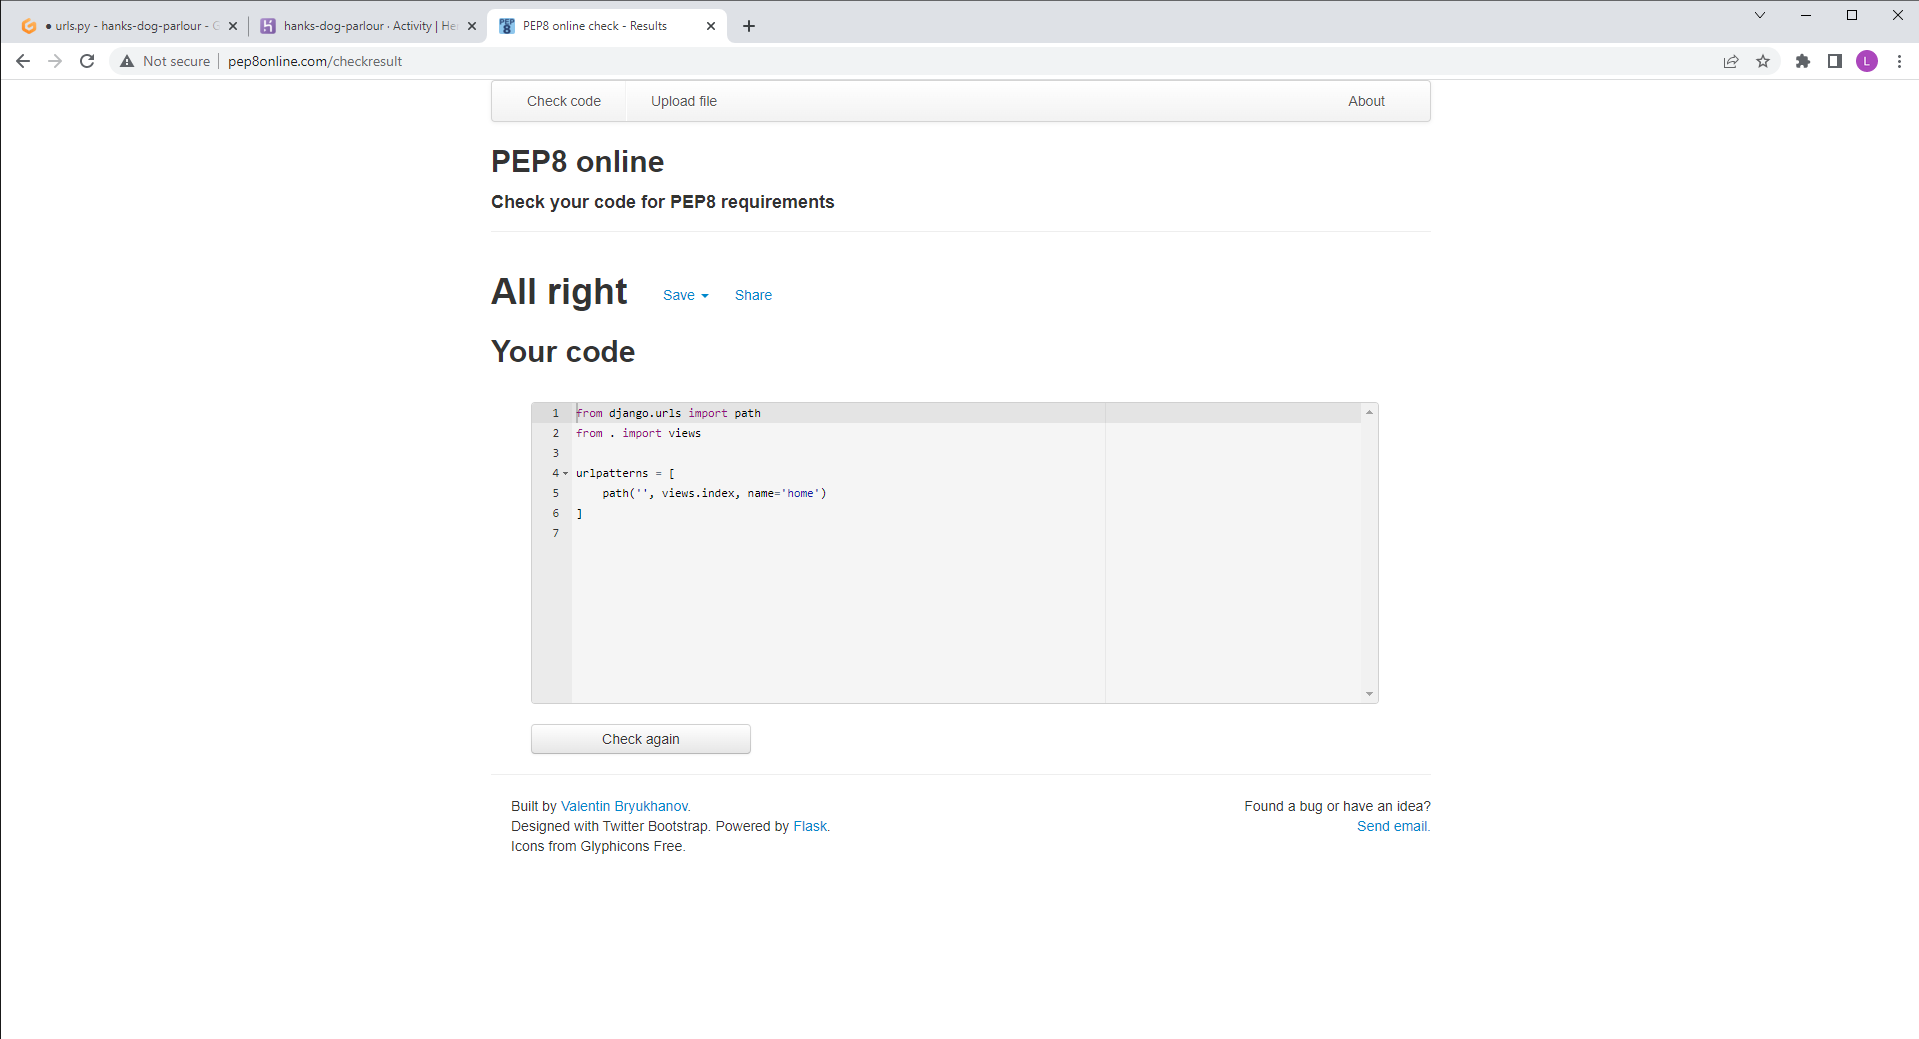 ● urls.py - hanks-dog-parlour - G
hanks-dog-parlour · Activity | He
PEP8 online check - Results
Not secure
pep8online.com/checkresult
L
Check code
Upload file
About
PEP8 online
Check your code for PEP8 requirements
All right
Save
Share
Your code
1 from django.urls import path
2 from . import views
3
4 urlpatterns = [
5     path('', views.index, name='home')
6 ]
7
Check again
Built by Valentin Bryukhanov.
Designed with Twitter Bootstrap. Powered by Flask.
Icons from Glyphicons Free.
Found a bug or have an idea?
Send email.